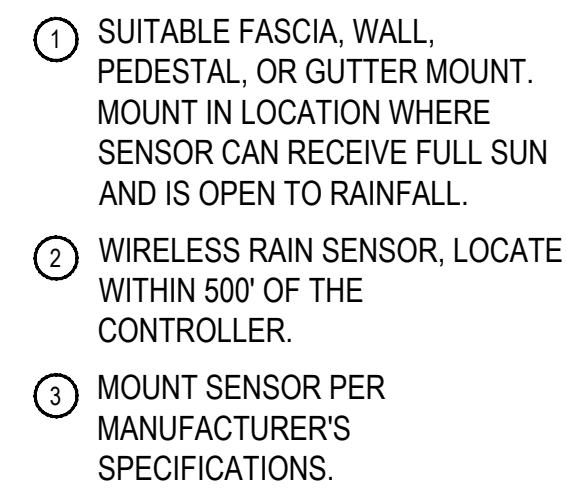 1 SUITABLE FASCIA, WALL,
PEDESTAL, OR GUTTER MOUNT.
MOUNT IN LOCATION WHERE
SENSOR CAN RECEIVE FULL SUN
AND IS OPEN TO RAINFALL.
2 WIRELESS RAIN SENSOR, LOCATE
WITHIN 500' OF THE
CONTROLLER.
3 MOUNT SENSOR PER
MANUFACTURER'S
SPECIFICATIONS.